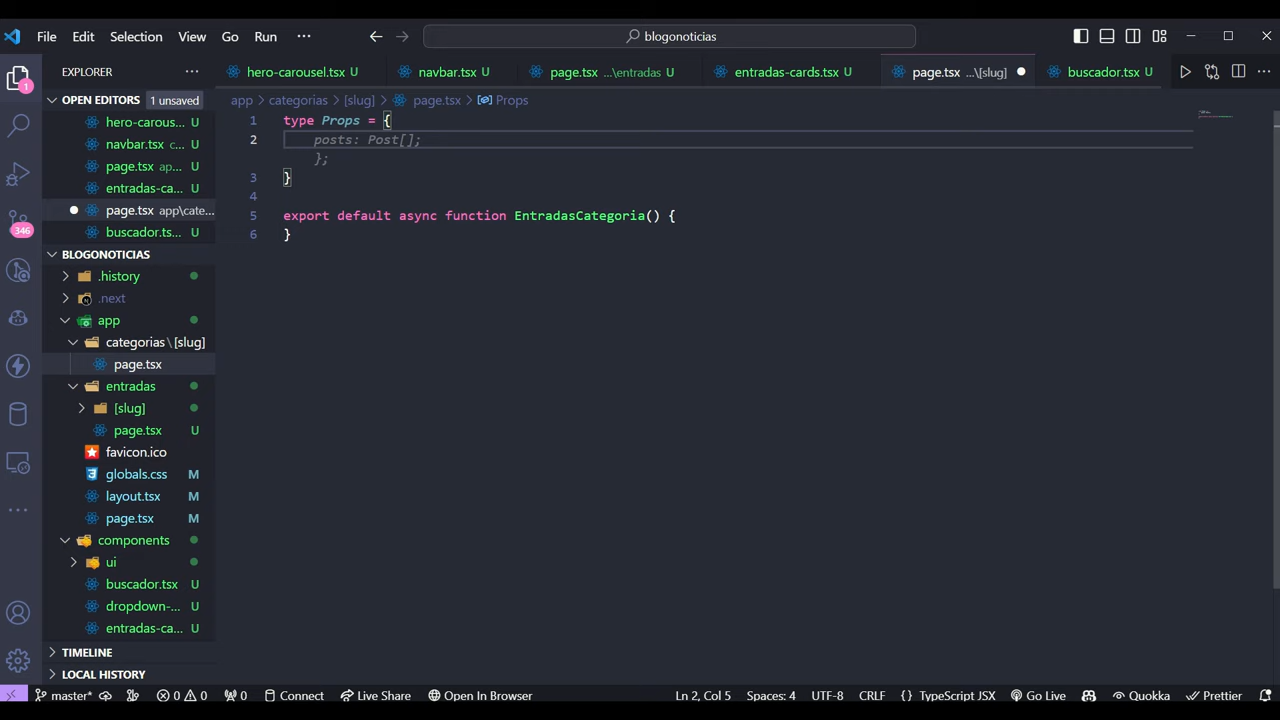 File Edit Selection View Go Run ··· blogonoticias
EXPLORER ···
hero-carousel.tsx U navbar.tsx U page.tsx ...\entradas U entradas-cards.tsx U page.tsx ...\[slug] buscador.tsx U ···
OPEN EDITORS 1 unsaved
hero-carous... U
navbar.tsx c... U
page.tsx ap... U
entradas-ca... U
page.tsx app\cate...
buscador.ts... U
BLOGONOTICIAS
.history
.next
app
categorias\[slug]
page.tsx
entradas
[slug]
page.tsx U
favicon.ico
globals.css M
layout.tsx M
page.tsx M
components
ui
buscador.tsx U
dropdown-... U
entradas-ca... U
TIMELINE
LOCAL HISTORY
1
346
app > categorias > [slug] > page.tsx > Props
1 type Props = {
2 posts: Post[];
};
3 }
4
5 export default async function EntradasCategoria() {
6 }
master* 0 0 0 Connect Live Share Open In Browser Ln 2, Col 5 Spaces: 4 UTF-8 CRLF {} TypeScript JSX Go Live Quokka Prettier